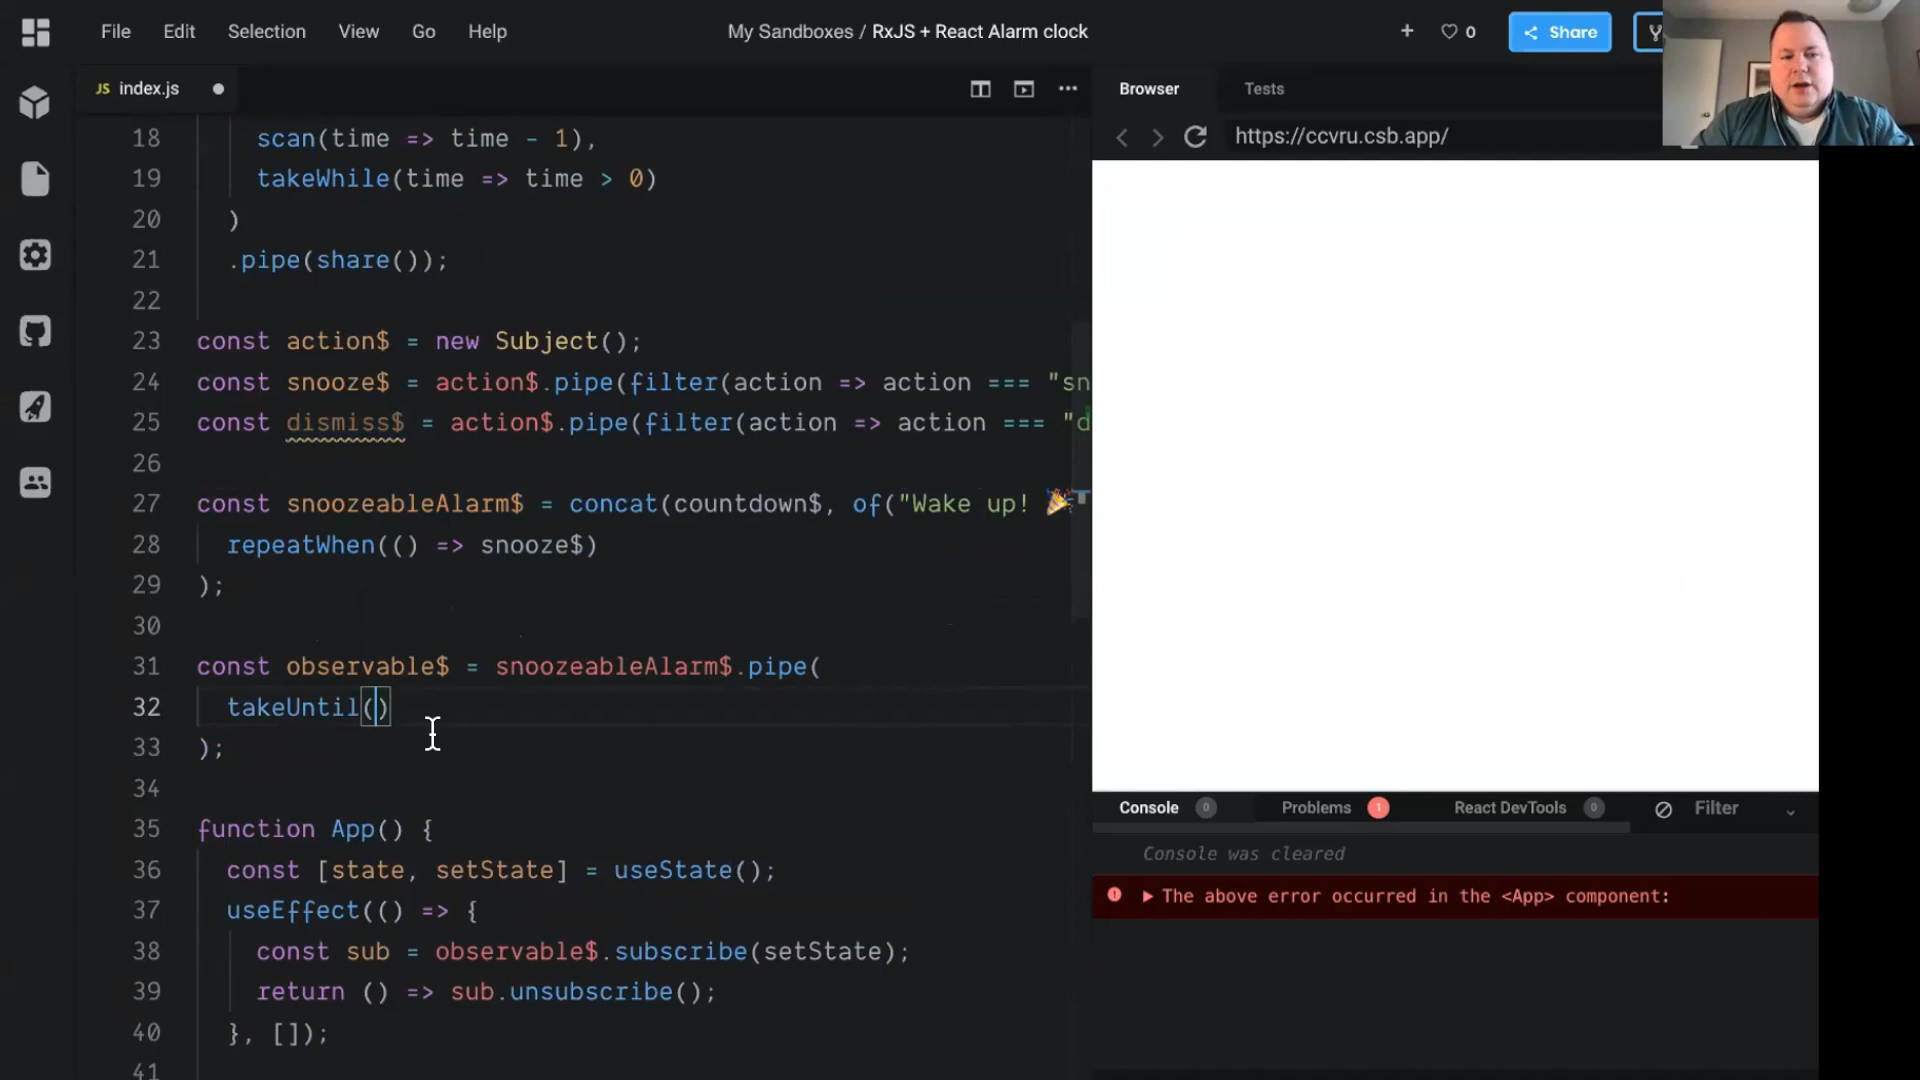 File Edit Selection View Go Help
My Sandboxes / RxJS + React Alarm clock
+ 0 Share
JS index.js
Browser Tests
https://ccvru.csb.app/
18 scan(time => time - 1),
19 takeWhile(time => time > 0)
20 )
21 .pipe(share());
22
23 const action$ = new Subject();
24 const snooze$ = action$.pipe(filter(action => action === "sn
25 const dismiss$ = action$.pipe(filter(action => action === "d
26
27 const snoozeableAlarm$ = concat(countdown$, of("Wake up! 🎉"
28 repeatWhen(() => snooze$)
29 );
30
31 const observable$ = snoozeableAlarm$.pipe(
32 takeUntil()
33 );
34
35 function App() {
36 const [state, setState] = useState();
37 useEffect(() => {
38 const sub = observable$.subscribe(setState);
39 return () => sub.unsubscribe();
40 }, []);
41
Console 0 Problems 1 React DevTools 0 Filter
Console was cleared
The above error occurred in the <App> component: